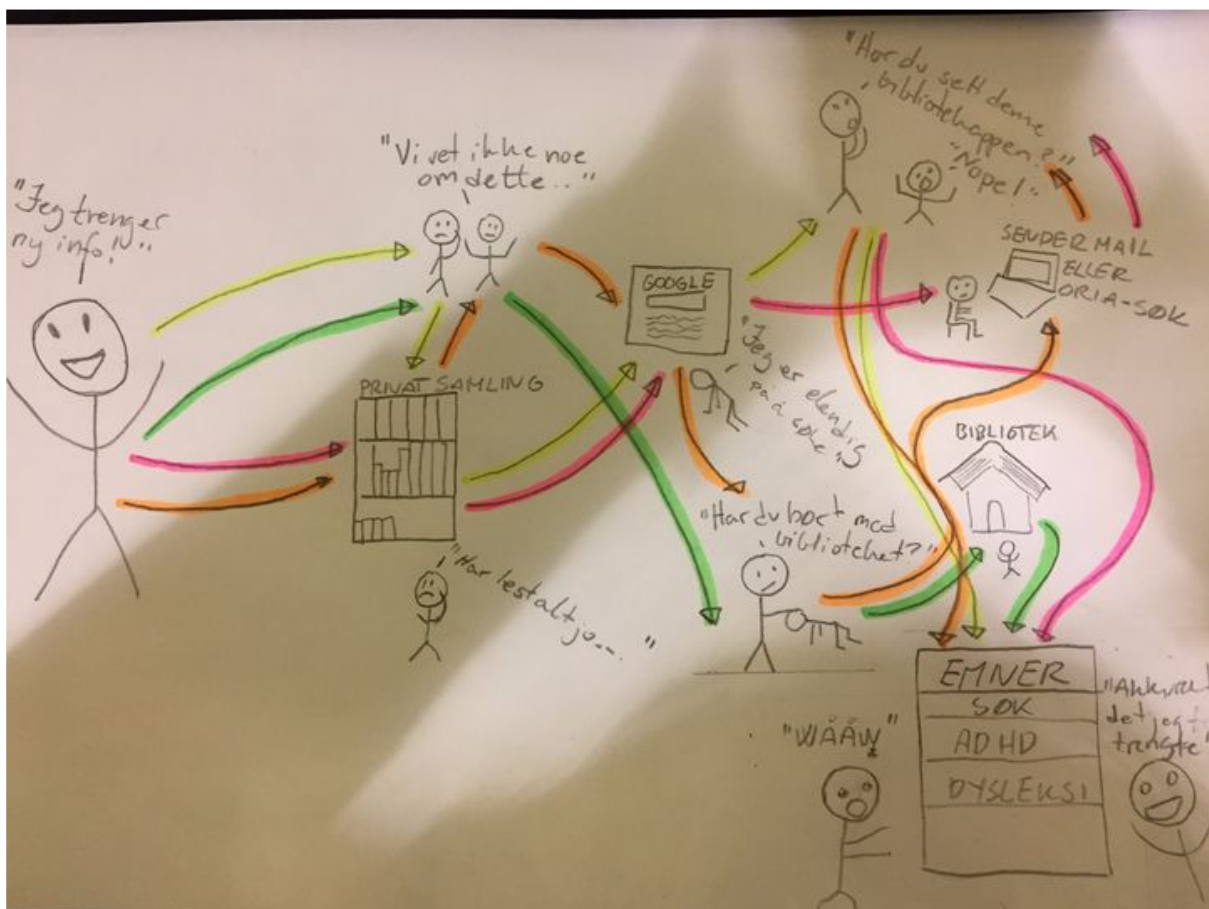 "Jeg trenger
ny info!"
"Vi vet ikke noe
om dette.."
PRIVAT SAMLING
"Har lest alt jo...."
GOOGLE
"Jeg er elendig
på å søke"
"Har du sett denne
bibliotekappen?"
"Nope!"
SENDER MAIL
ELLER
ORIA-SØK
BIBLIOTEK
"Har du hørt med
biblioteket?"
EMNER
SØK
ADHD
DYSLEKSI
"WÅÅW"
det jeg
trengte"